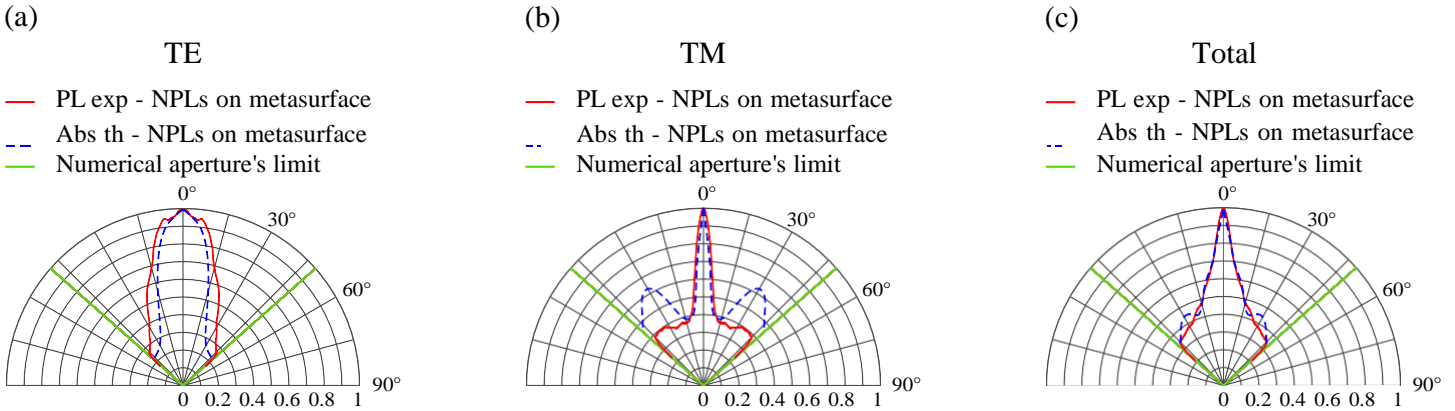 (a)
TE
PL exp - NPLs on metasurface
Abs th - NPLs on metasurface
Numerical aperture's limit
0°
30°
60°
90°
0 0.2 0.4 0.6 0.8 1
(b)
TM
PL exp - NPLs on metasurface
Abs th - NPLs on metasurface
Numerical aperture's limit
0°
30°
60°
90°
0 0.2 0.4 0.6 0.8 1
(c)
Total
PL exp - NPLs on metasurface
Abs th - NPLs on metasurface
Numerical aperture's limit
0°
30°
60°
90°
0 0.2 0.4 0.6 0.8 1